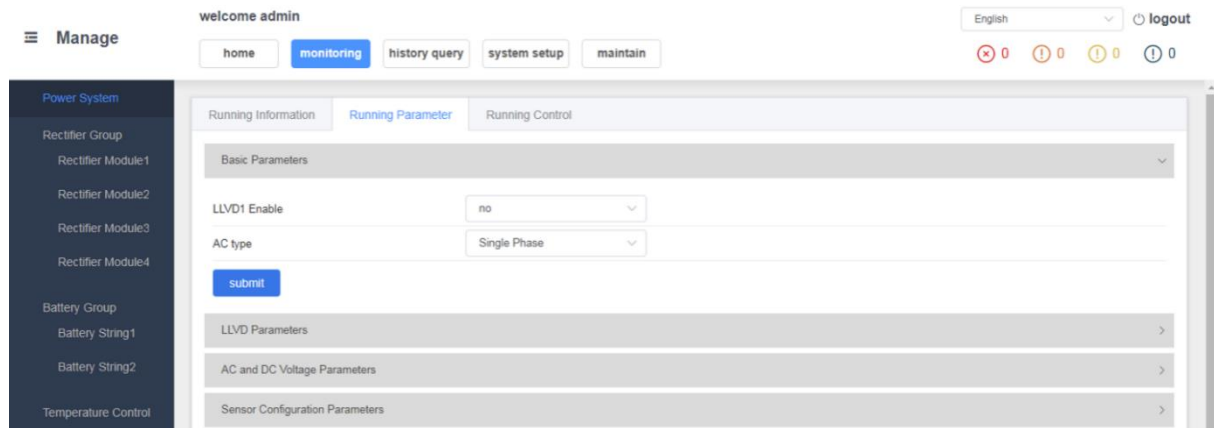 welcome admin
English
logout
Manage
home
monitoring
history query
system setup
maintain
0
0
0
0
Power System
Rectifier Group
Rectifier Module1
Rectifier Module2
Rectifier Module3
Rectifier Module4
Battery Group
Battery String1
Battery String2
Temperature Control
Running Information
Running Parameter
Running Control
Basic Parameters
LLVD1 Enable
no
AC type
Single Phase
submit
LLVD Parameters
AC and DC Voltage Parameters
Sensor Configuration Parameters